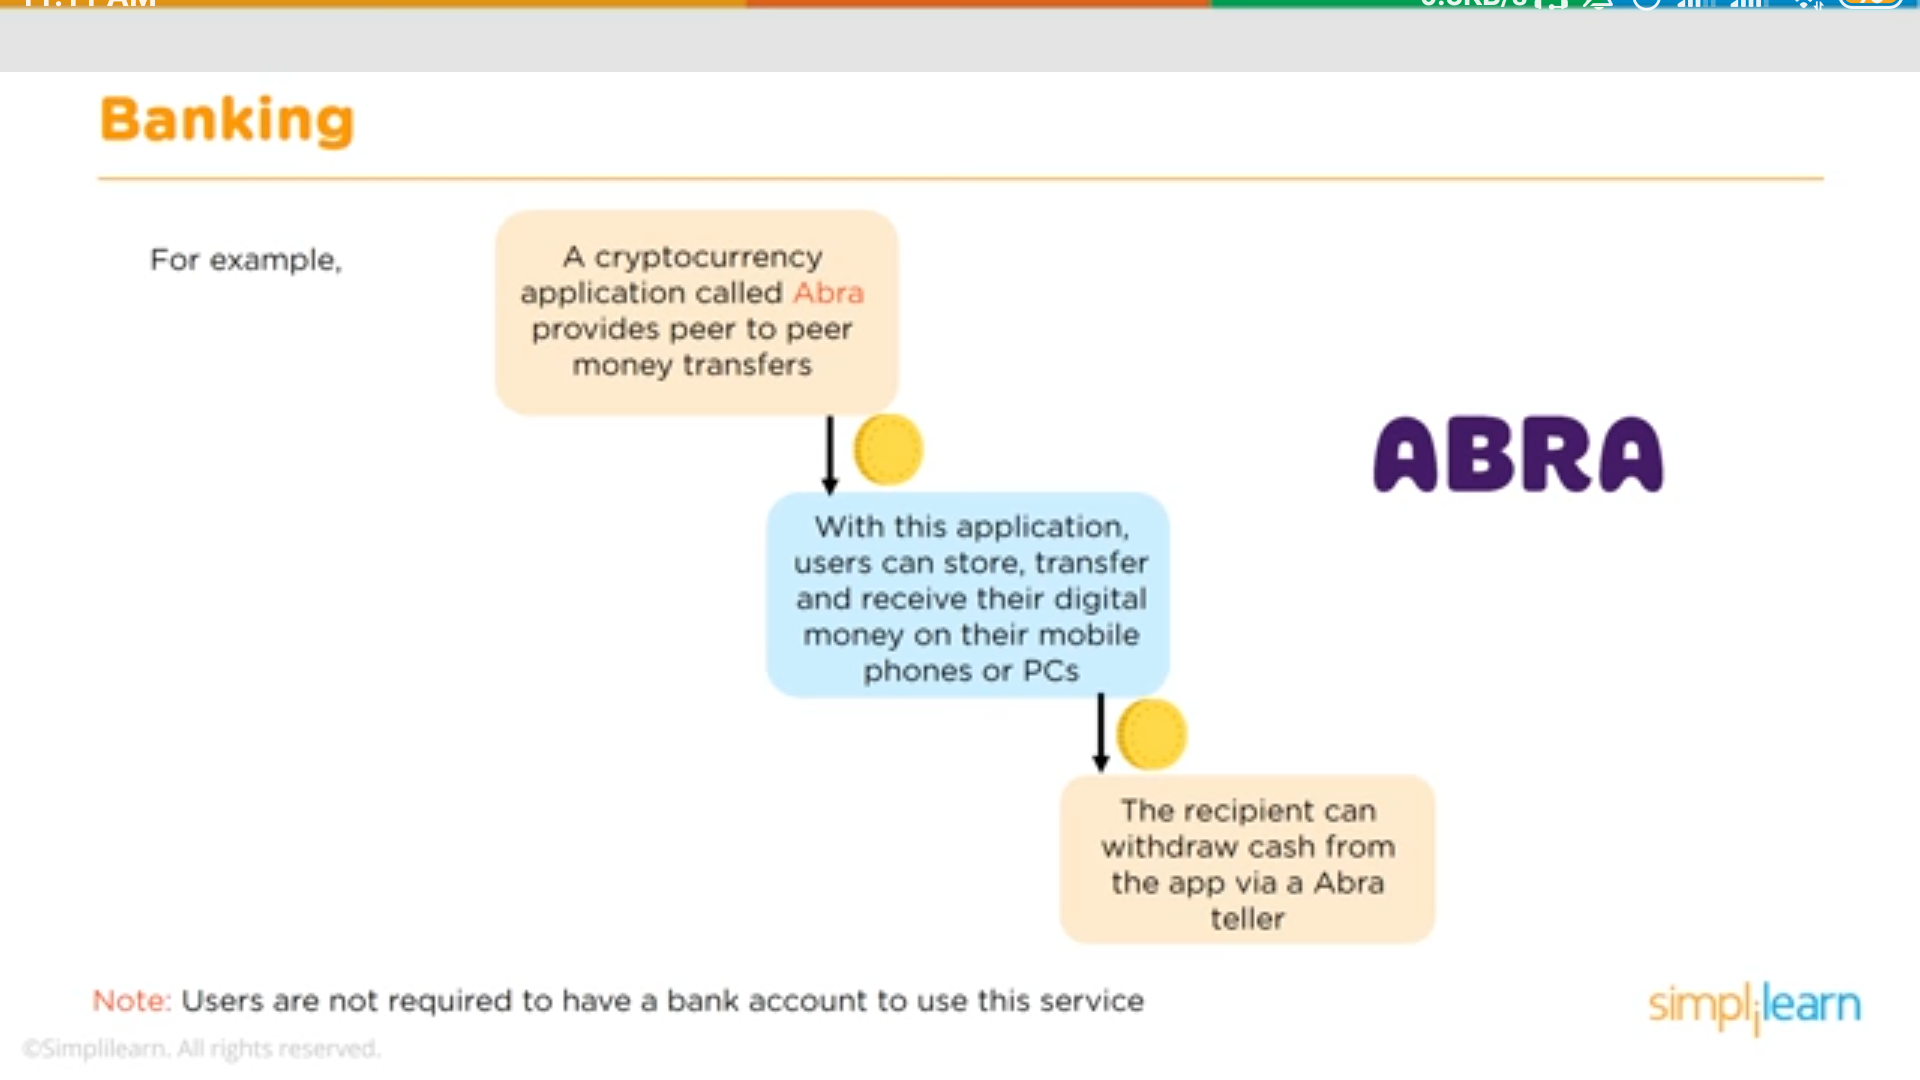 Banking
For example,
A cryptocurrency
application called Abra
provides peer to peer
money transfers
ABRA
With this application,
users can store, transfer
and receive their digital
money on their mobile
phones or PCs
The recipient can
withdraw cash from
the app via a Abra
teller
Note: Users are not required to have a bank account to use this service
simplilearn
©Simplilearn. All rights reserved.